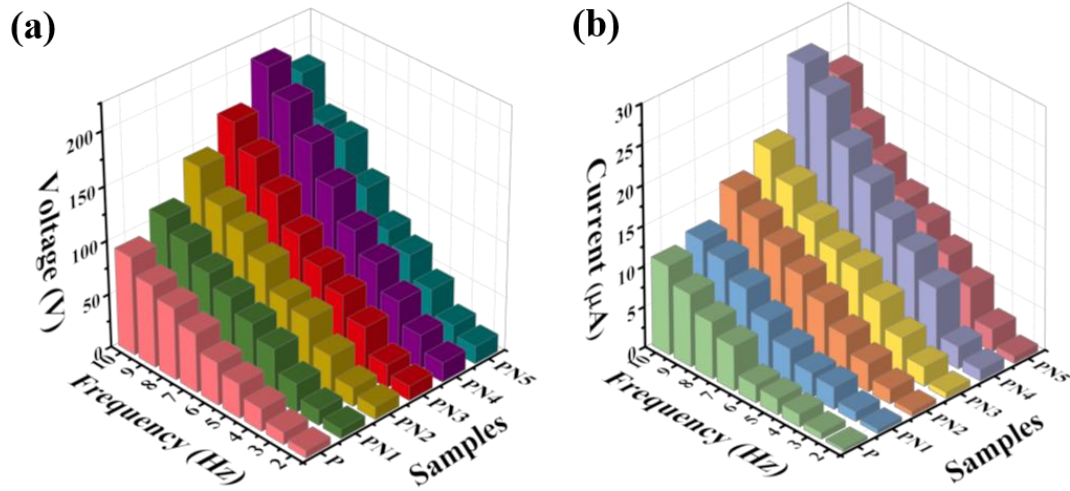 (a)
Voltage (V)
200
150
100
50
0
10
9
8
7
6
5
4
3
2
Frequency (Hz)
P
PN1
PN2
PN3
PN4
PN5
Samples
(b)
Current (μA)
30
25
20
15
10
5
0
10
9
8
7
6
5
4
3
2
Frequency (Hz)
P
PN1
PN2
PN3
PN4
PN5
Samples